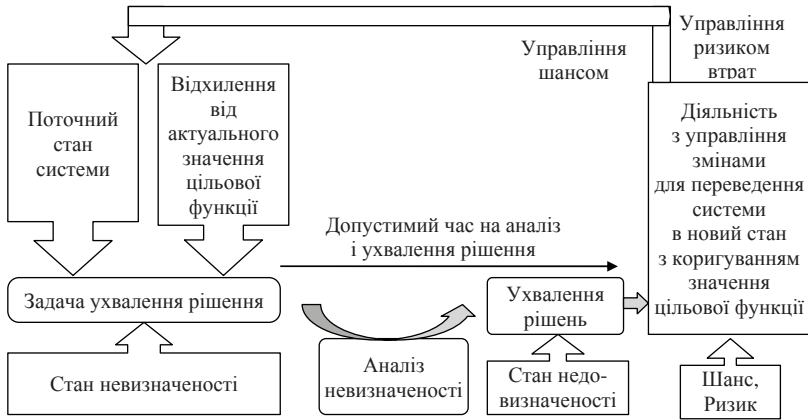 Управління
шансом
Управління
ризиком
втрат
Поточний
стан
системи
Відхилення
від
актуального
значення
цільової
функції
Діяльність
з управління
змінами
для переведення
системи
в новий стан
з коригуванням
значення
цільової функції
Допустимий час на аналіз
і ухвалення рішення
Задача ухвалення рішення
Ухвалення
рішень
Стан невизначеності
Аналіз
невизначеності
Стан недо-
визначеності
Шанс,
Ризик